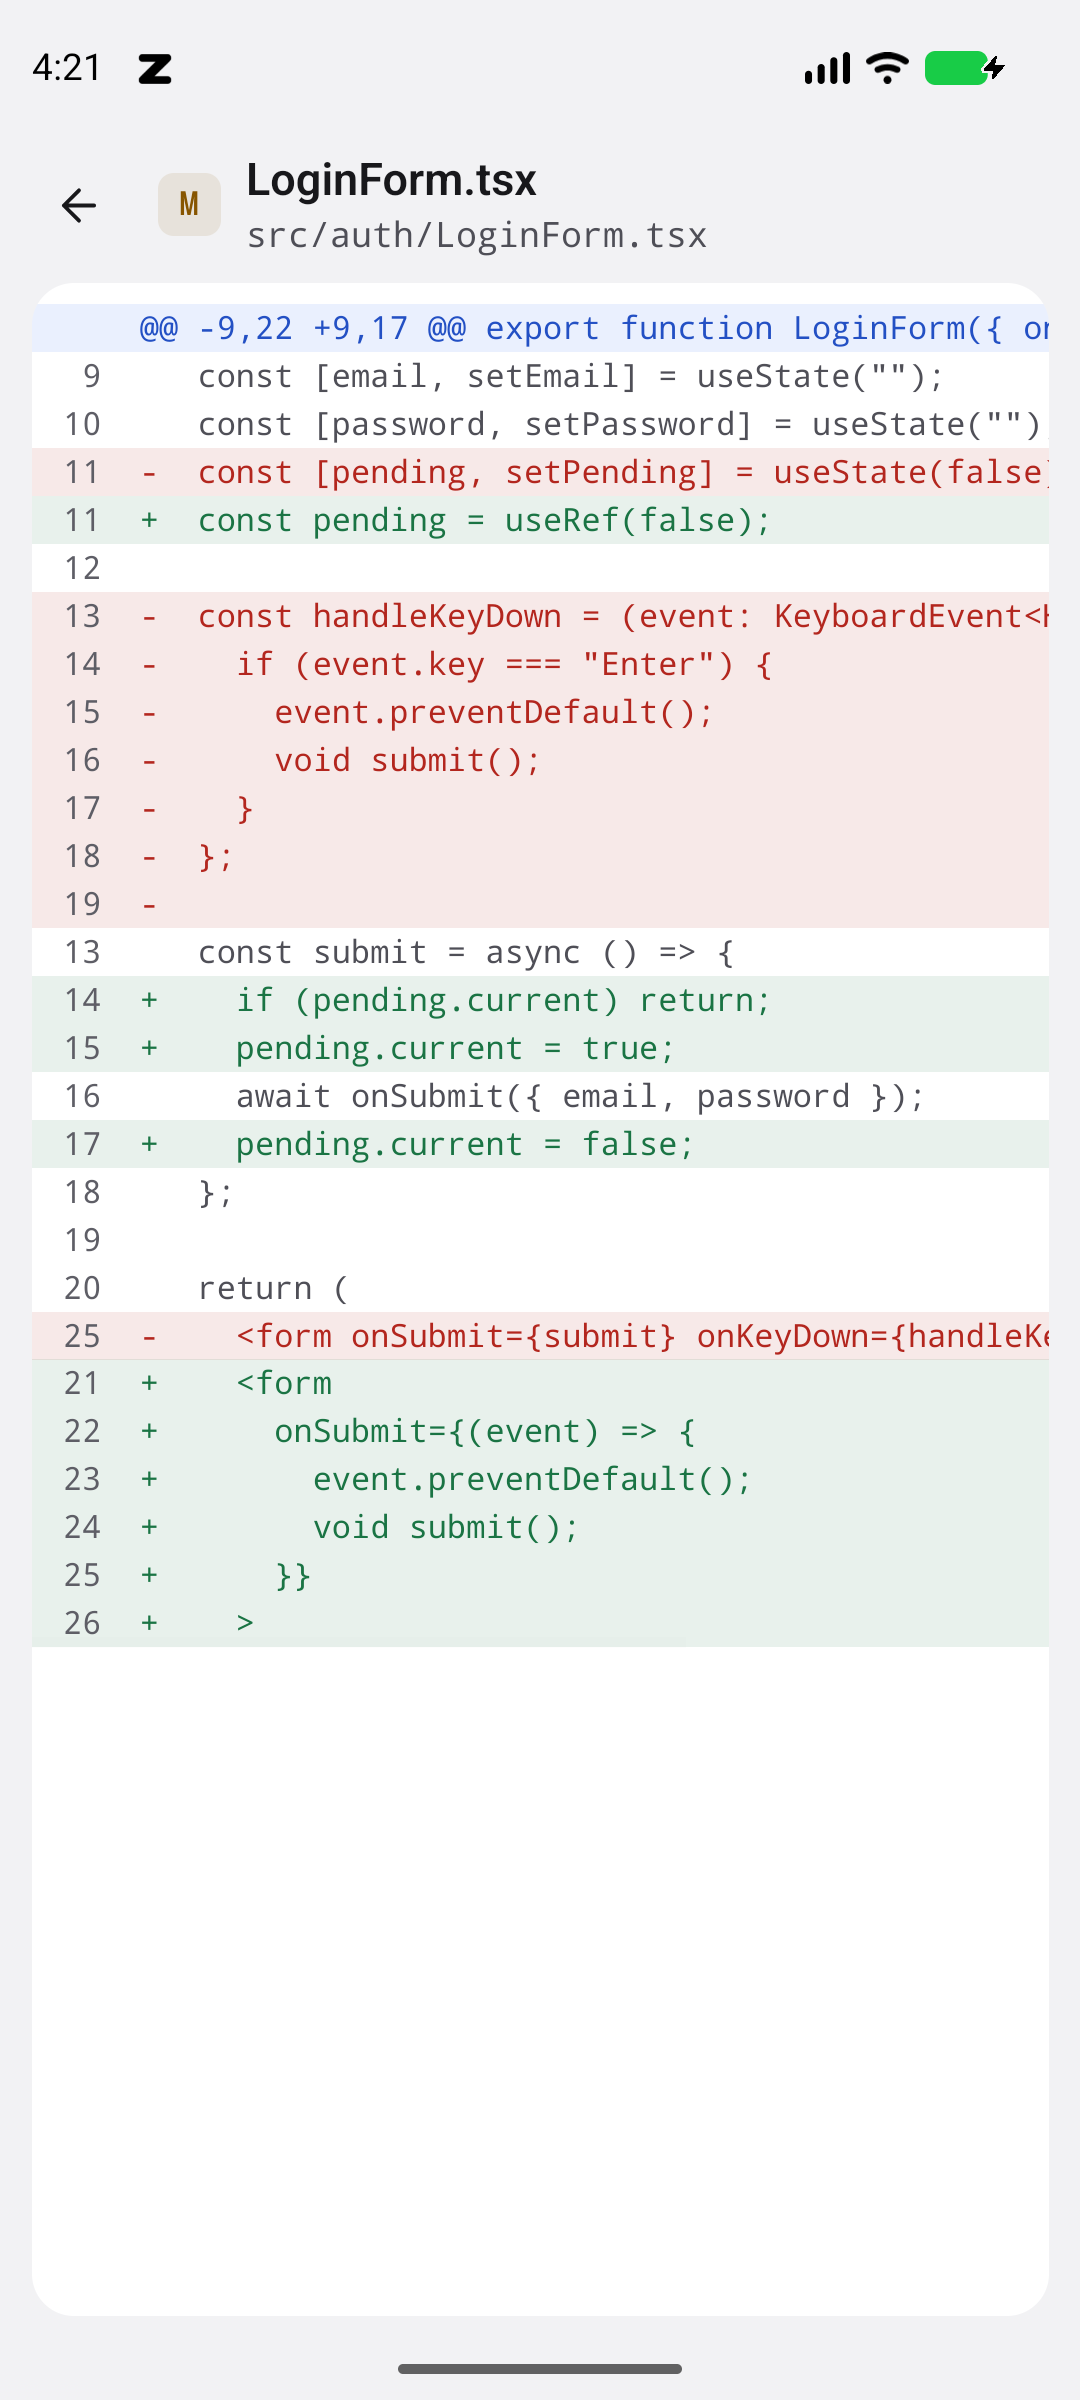 4:21
M
LoginForm.tsx
src/auth/LoginForm.tsx
@@ -9,22 +9,17 @@ export function LoginForm({ on
9 const [email, setEmail] = useState("");
10 const [password, setPassword] = useState("")
11 - const [pending, setPending] = useState(false)
11 + const pending = useRef(false);
12
13 - const handleKeyDown = (event: KeyboardEvent<H
14 - if (event.key === "Enter") {
15 - event.preventDefault();
16 - void submit();
17 - }
18 - };
19 -
13 const submit = async () => {
14 + if (pending.current) return;
15 + pending.current = true;
16 await onSubmit({ email, password });
17 + pending.current = false;
18 };
19
20 return (
25 - <form onSubmit={submit} onKeyDown={handleKe
21 + <form
22 + onSubmit={(event) => {
23 + event.preventDefault();
24 + void submit();
25 + }}
26 + >